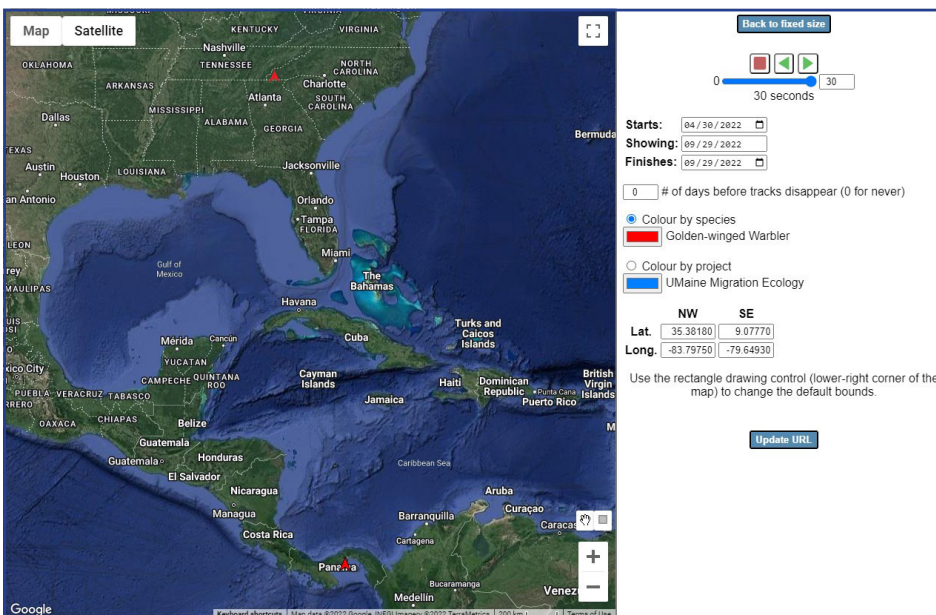 Map
Satellite
MISSOURI
VIRGINIA
KENTUCKY
VIRGINIA
Nashville
OKLAHOMA
TENNESSEE
NORTH
CAROLINA
Charlotte
ARKANSAS
Atlanta
SOUTH
CAROLINA
MISSISSIPPI
ALABAMA
Dallas
GEORGIA
Bermuda
TEXAS
LOUISIANA
Jacksonville
Austin
Houston
an Antonio
Orlando
Tampa
FLORIDA
LEON
Gulf of
Mexico
Miami
rey
The
Bahamas
MAULIPAS
Havana
UIS
OSI
Turks and
Caicos
Islands
Mérida
Cancún
Cuba
YUCATAN
xico City
CAMPECHE
QUINTANA
ROO
Cayman
Islands
Haiti
Dominican
Republic
Punta Cana
British
Virgin
Islands
PUEBLA
VERACRUZ
TABASCO
RRERO
Jamaica
Puerto Rico
OAXACA
CHIAPAS
Belize
Guatemala
Guatemala
Honduras
El Salvador
Caribbean Sea
Nicaragua
Aruba
Managua
Curaçao
Barranquilla
Caracas
Costa Rica
Cartagena
Panama
Bucaramanga
Medellín
Venez
Google
Keyboard shortcuts
Map data ©2022 Google, INEGI Imagery ©2022 TerraMetrics
200 km
Terms of Use
Back to fixed size
0 30
30 seconds
Starts: 04/30/2022
Showing: 09/29/2022
Finishes: 09/29/2022
0 # of days before tracks disappear (0 for never)
Colour by species
Golden-winged Warbler
Colour by project
UMaine Migration Ecology
NW SE
Lat. 35.38180 9.07770
Long. -83.79750 -79.64930
Use the rectangle drawing control (lower-right corner of the
map) to change the default bounds.
Update URL